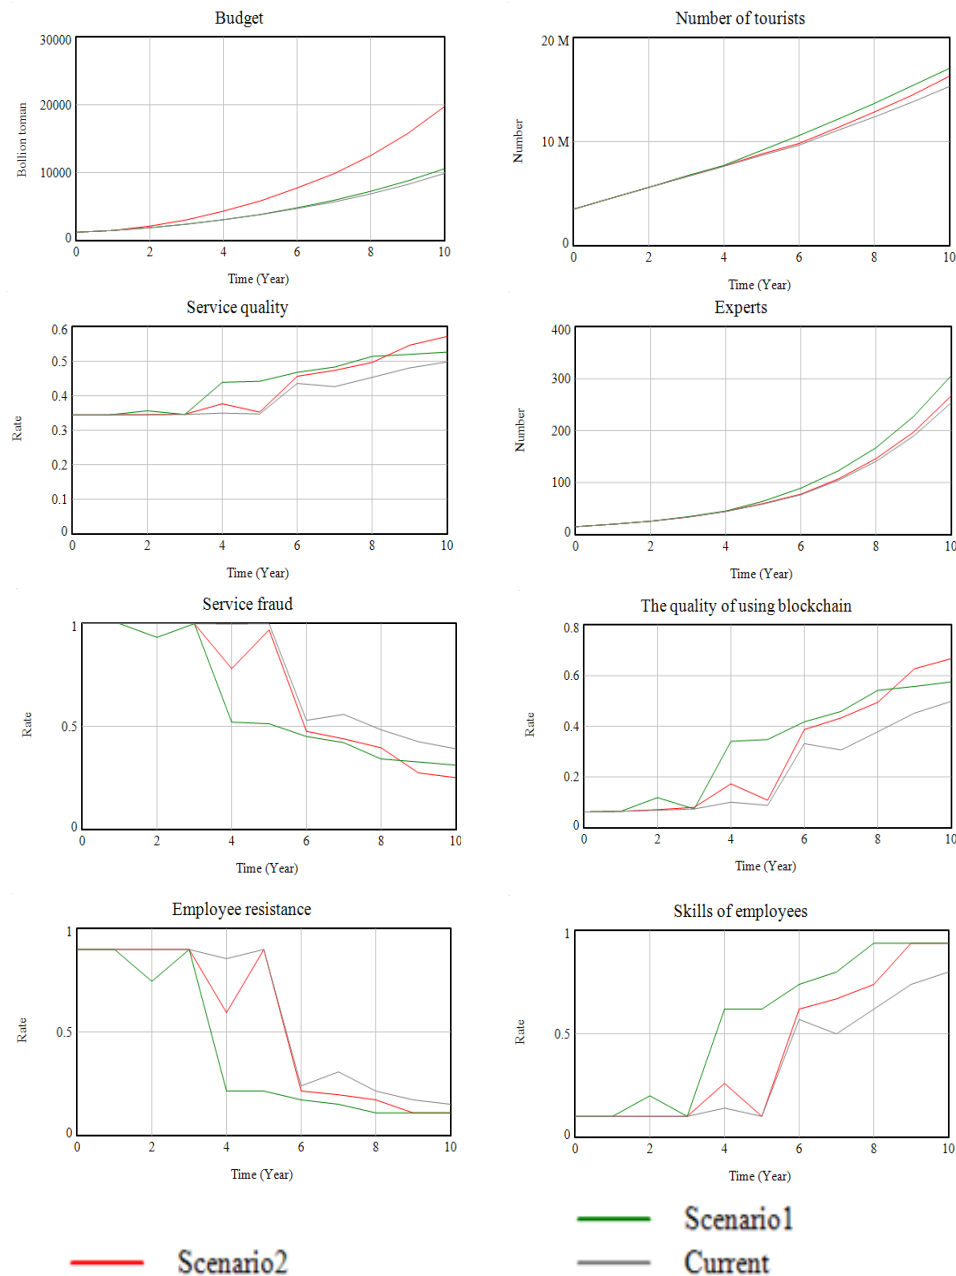 Budget
30000
20000
10000
0
Bollion toman
0 2 4 6 8 10
Time (Year)
Number of tourists
20 M
10 M
0
Number
0 2 4 6 8 10
Time (Year)
Service quality
0.6
0.5
0.4
0.3
0.2
0.1
0
Rate
0 2 4 6 8 10
Time (Year)
Experts
400
300
200
100
0
Number
0 2 4 6 8 10
Time (Year)
Service fraud
1
0.5
0
Rate
0 2 4 6 8 10
Time (Year)
The quality of using blockchain
0.8
0.6
0.4
0.2
0
Rate
0 2 4 6 8 10
Time (Year)
Employee resistance
1
0.5
0
Rate
0 2 4 6 8 10
Time (Year)
Skills of employees
1
0.5
0
Rate
0 2 4 6 8 10
Time (Year)
Scenario1
Scenario2
Current